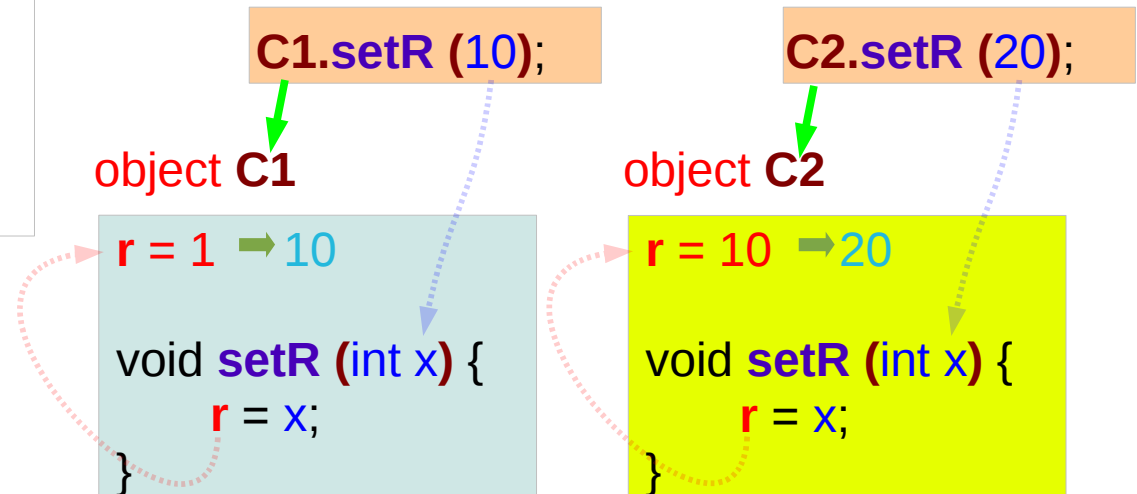 C1.setR (10);
object C1
r = 1 10
void setR (int x) {
r = x;
}
C2.setR (20);
object C2
r = 10 20
void setR (int x) {
r = x;
}